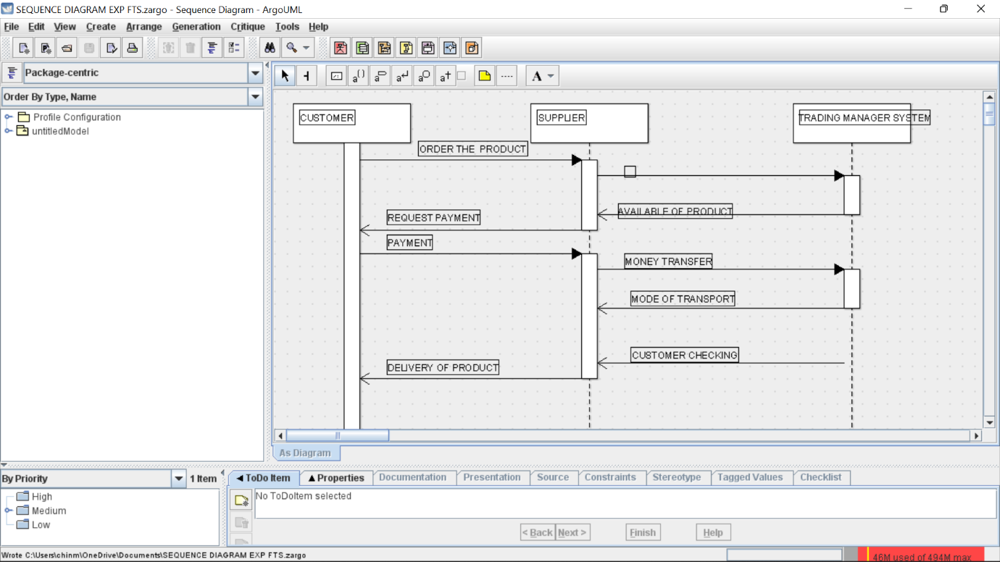 SEQUENCE DIAGRAM EXP FTS.zargo - Sequence Diagram - ArgoUML
File Edit View Create Arrange Generation Critique Tools Help
Package-centric
Order By Type, Name
Profile Configuration
untitledModel
a() a a a a
A
CUSTOMER
SUPPLIER
TRADING MANAGER SYSTEM
ORDER THE PRODUCT
AVAILABLE OF PRODUCT
REQUEST PAYMENT
PAYMENT
MONEY TRANSFER
MODE OF TRANSPORT
CUSTOMER CHECKING
DELIVERY OF PRODUCT
As Diagram
By Priority
1 Item
High
Medium
Low
ToDo Item Properties Documentation Presentation Source Constraints Stereotype Tagged Values Checklist
No ToDoItem selected
< Back Next > Finish Help
Wrote C:\Users\chinm\OneDrive\Documents\SEQUENCE DIAGRAM EXP FTS.zargo
46M used of 494M max